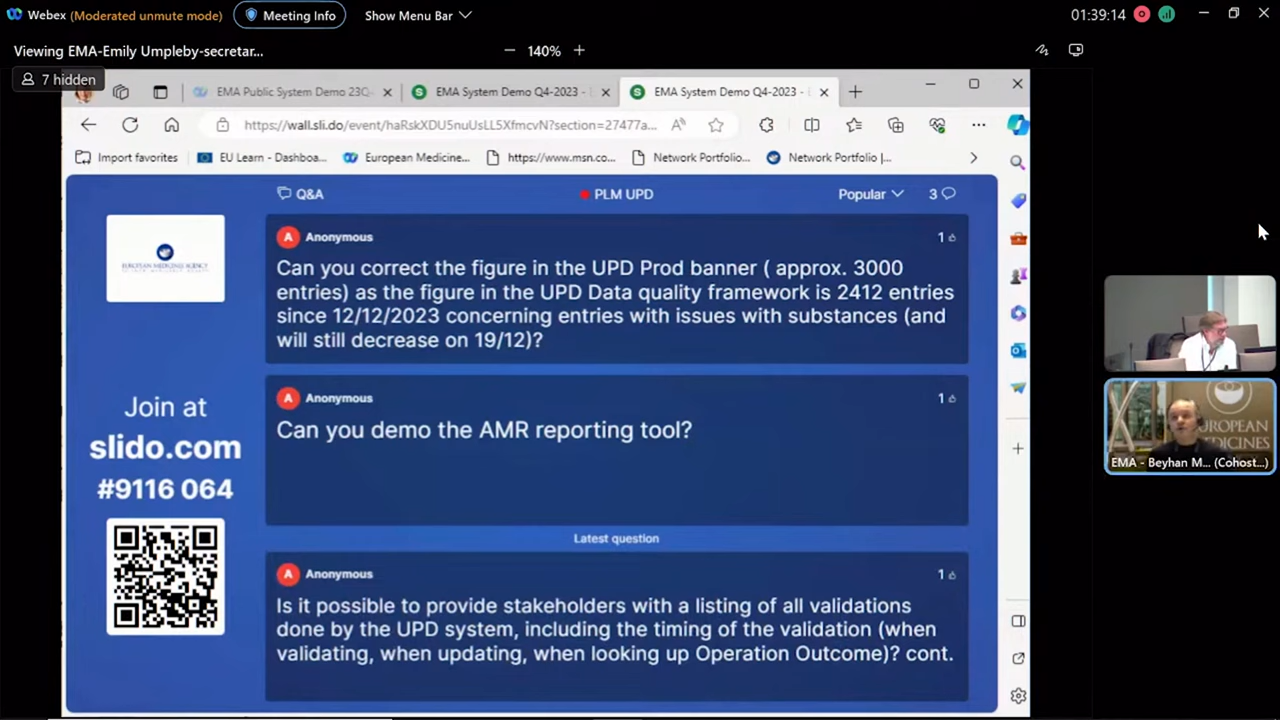 Webex (Moderated unmute mode) Meeting Info Show Menu Bar 01:39:14
Viewing EMA-Emily Umpleby-secretar... 140%
7 hidden
EMA Public System Demo 23Q EMA System Demo Q4-2023 - E EMA System Demo Q4-2023 -
https://wall.sli.do/event/haRskXDU5nuUsLL5XfmcvN?section=27477a...
Import favorites EU Learn - Dashboa... European Medicine... https://www.msn.co... Network Portfolio... Network Portfolio |...
Q&A PLM UPD Popular 3
EUROPEAN MEDICINES AGENCY
Join at
slido.com
#9116 064
A Anonymous 1
Can you correct the figure in the UPD Prod banner ( approx. 3000
entries) as the figure in the UPD Data quality framework is 2412 entries
since 12/12/2023 concerning entries with issues with substances (and
will still decrease on 19/12)?
A Anonymous 1
Can you demo the AMR reporting tool?
Latest question
A Anonymous 1
Is it possible to provide stakeholders with a listing of all validations
done by the UPD system, including the timing of the validation (when
validating, when updating, when looking up Operation Outcome)? cont.
EUROPEAN
MEDICINES
EMA - Beyhan M... (Cohost...)